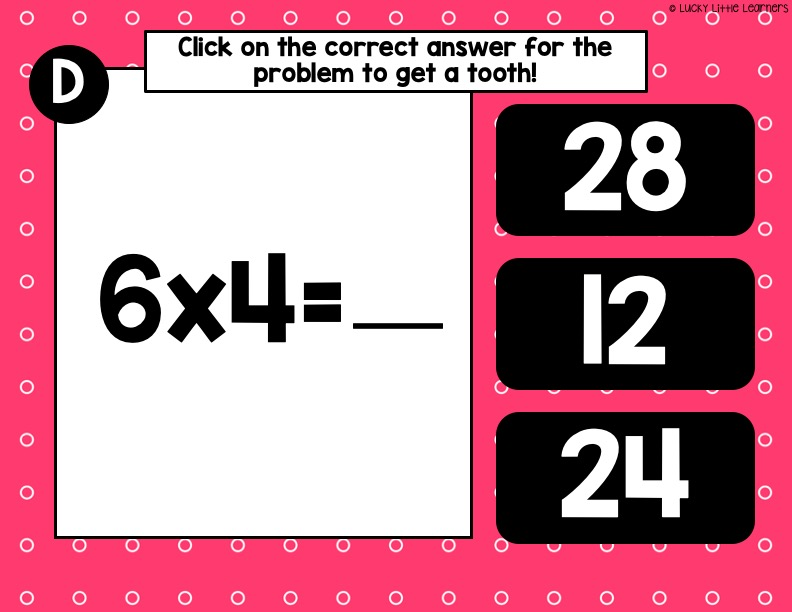 © Lucky Little Learners
Click on the correct answer for the
problem to get a tooth!
D
6x4=__
28
12
24